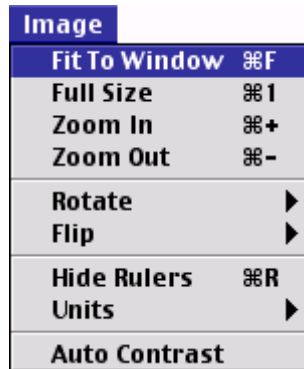 Image
Fit To Window ⌘F
Full Size ⌘1
Zoom In ⌘+
Zoom Out ⌘-
Rotate
Flip
Hide Rulers ⌘R
Units
Auto Contrast